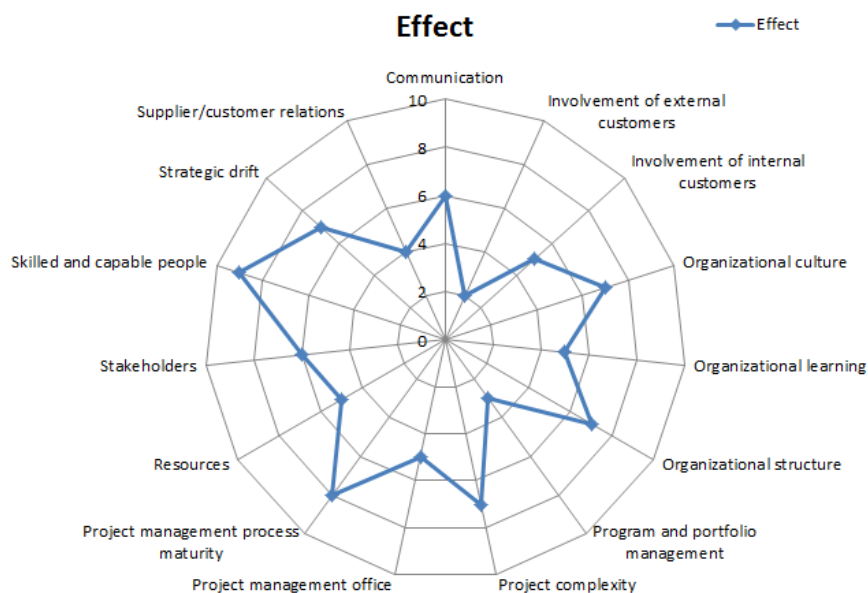 Effect
Effect
Communication
Supplier/customer relations
Involvement of external
customers
Strategic drift
Involvement of internal
customers
Skilled and capable people
Organizational culture
Stakeholders
Organizational learning
Resources
Organizational structure
Project management process
maturity
Program and portfolio
management
Project management office
Project complexity
10
8
6
4
2
0